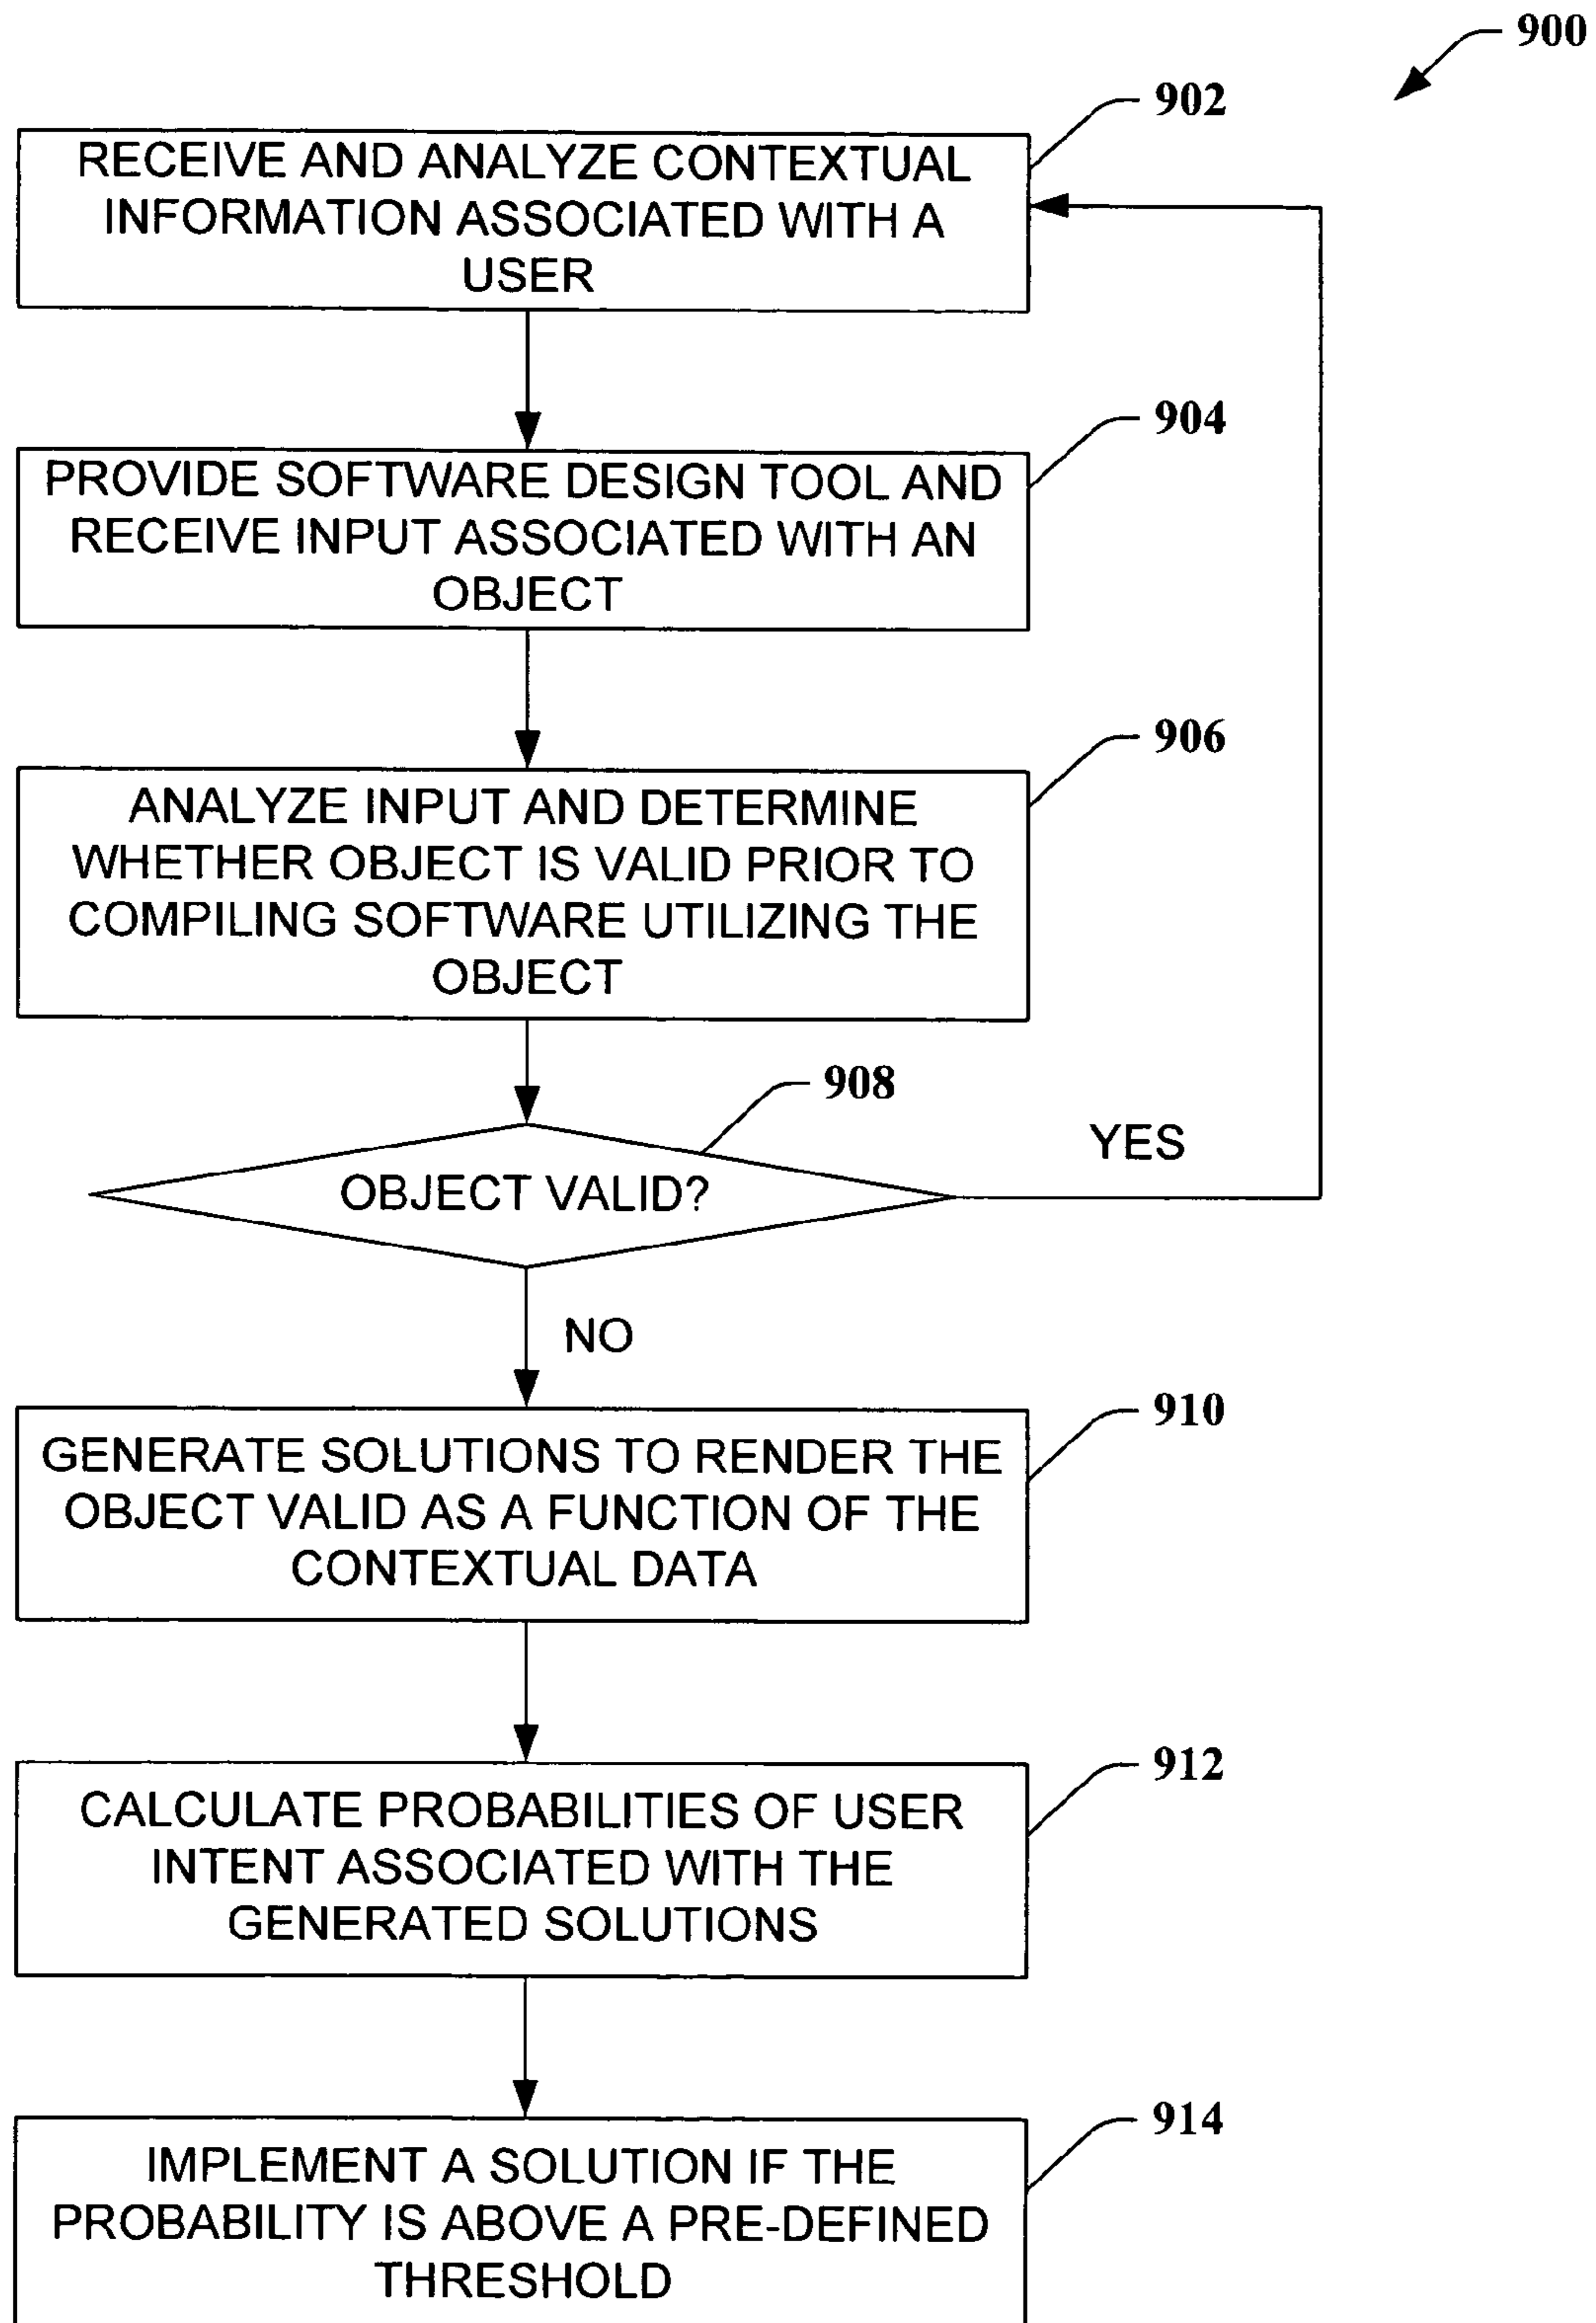 900
902
RECEIVE AND ANALYZE CONTEXTUAL
INFORMATION ASSOCIATED WITH A
USER
904
PROVIDE SOFTWARE DESIGN TOOL AND
RECEIVE INPUT ASSOCIATED WITH AN
OBJECT
906
ANALYZE INPUT AND DETERMINE
WHETHER OBJECT IS VALID PRIOR TO
COMPILING SOFTWARE UTILIZING THE
OBJECT
908
YES
OBJECT VALID?
NO
910
GENERATE SOLUTIONS TO RENDER THE
OBJECT VALID AS A FUNCTION OF THE
CONTEXTUAL DATA
912
CALCULATE PROBABILITIES OF USER
INTENT ASSOCIATED WITH THE
GENERATED SOLUTIONS
914
IMPLEMENT A SOLUTION IF THE
PROBABILITY IS ABOVE A PRE-DEFINED
THRESHOLD